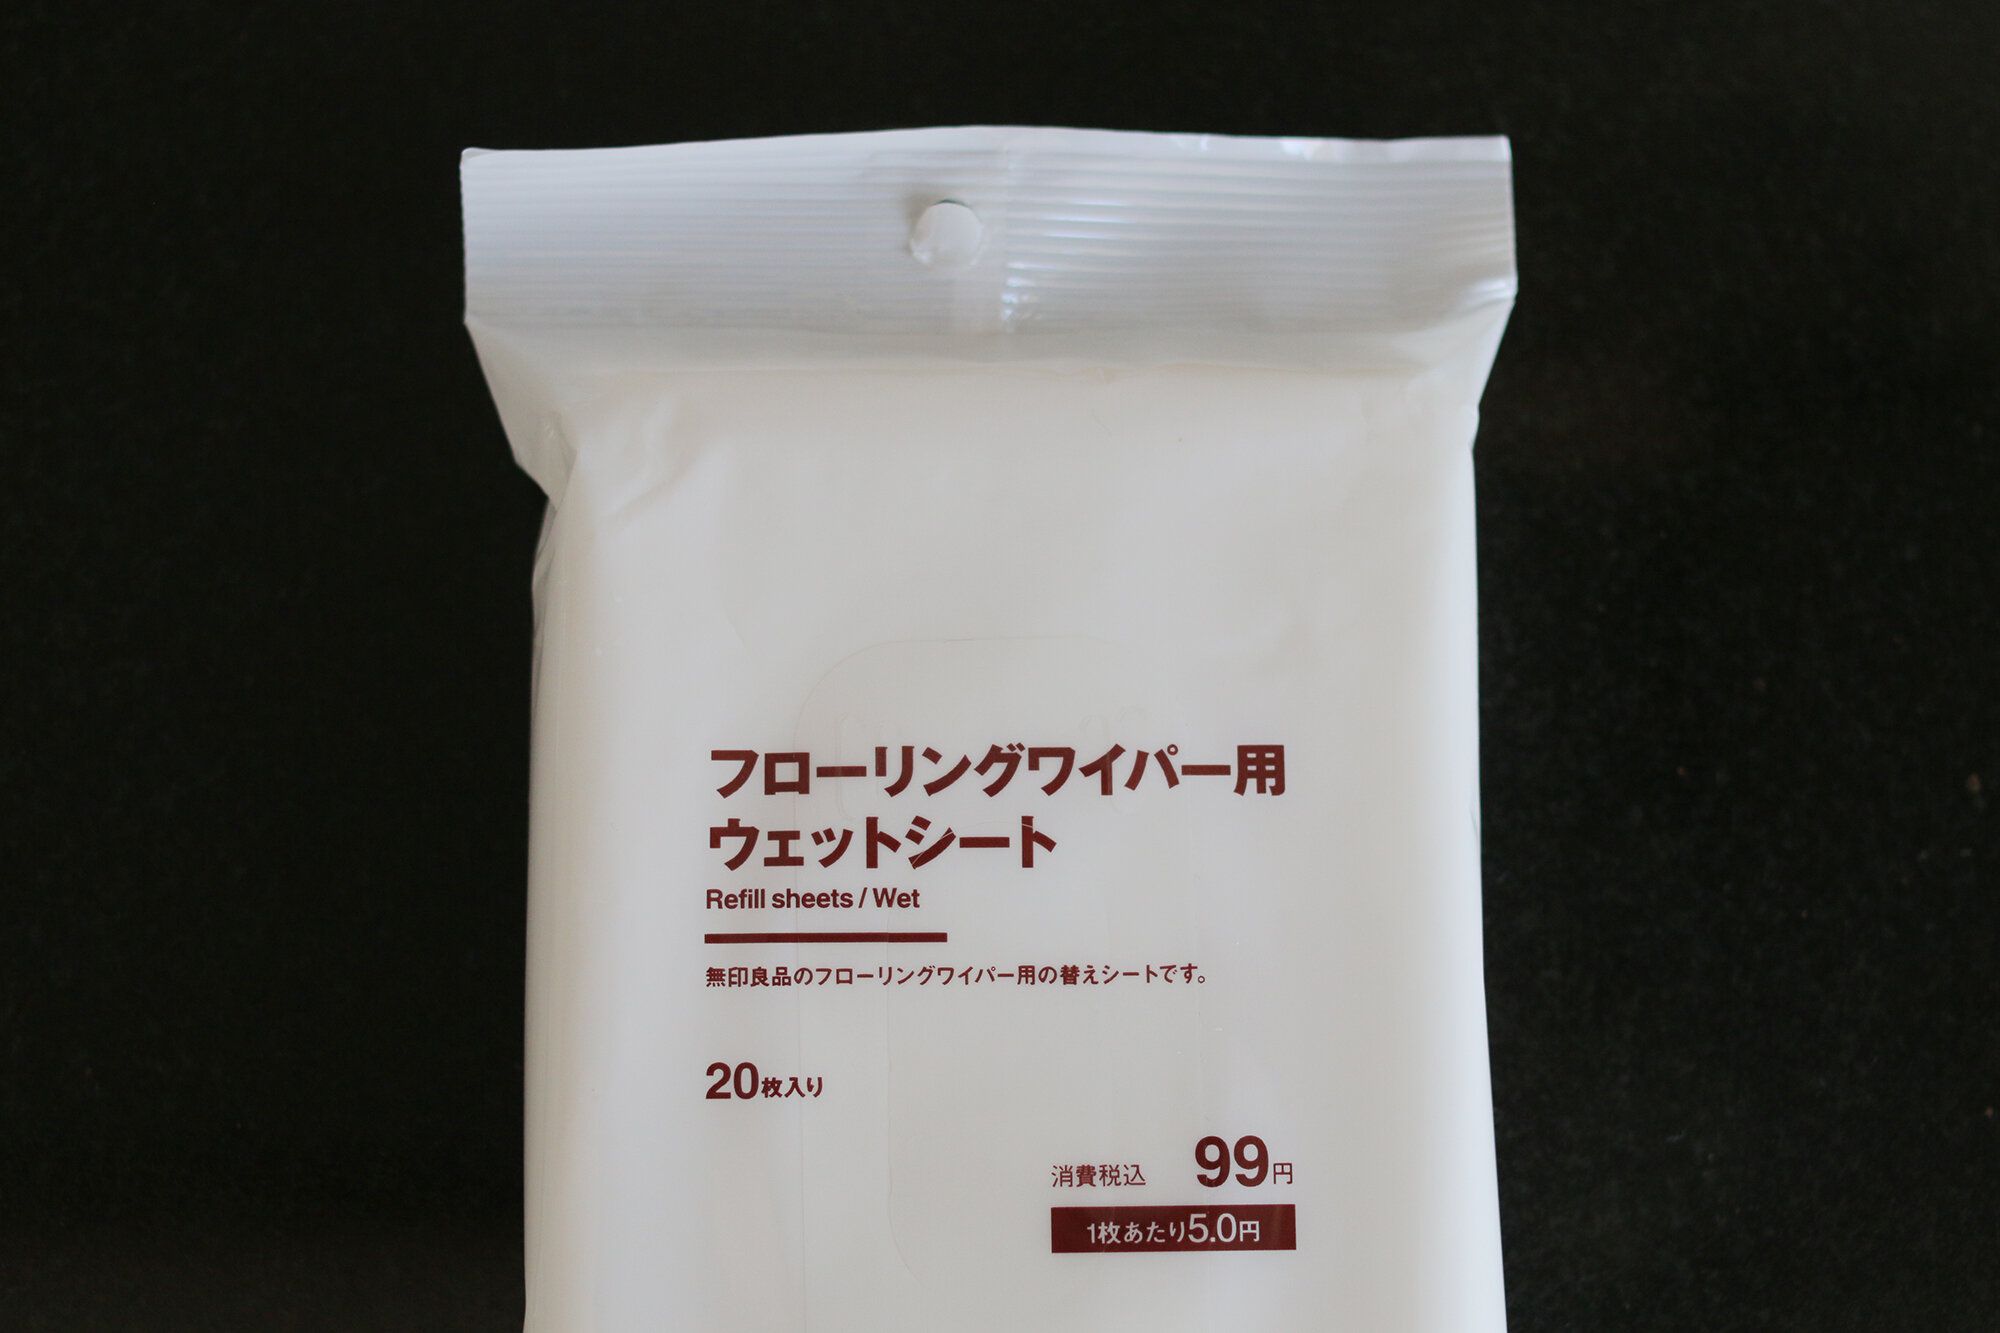 フローリングワイパー用
ウェットシート
Refill sheets / Wet
無印良品のフローリングワイパー用の替えシートです。
20枚入り
消費税込 99円
1枚あたり5.0円